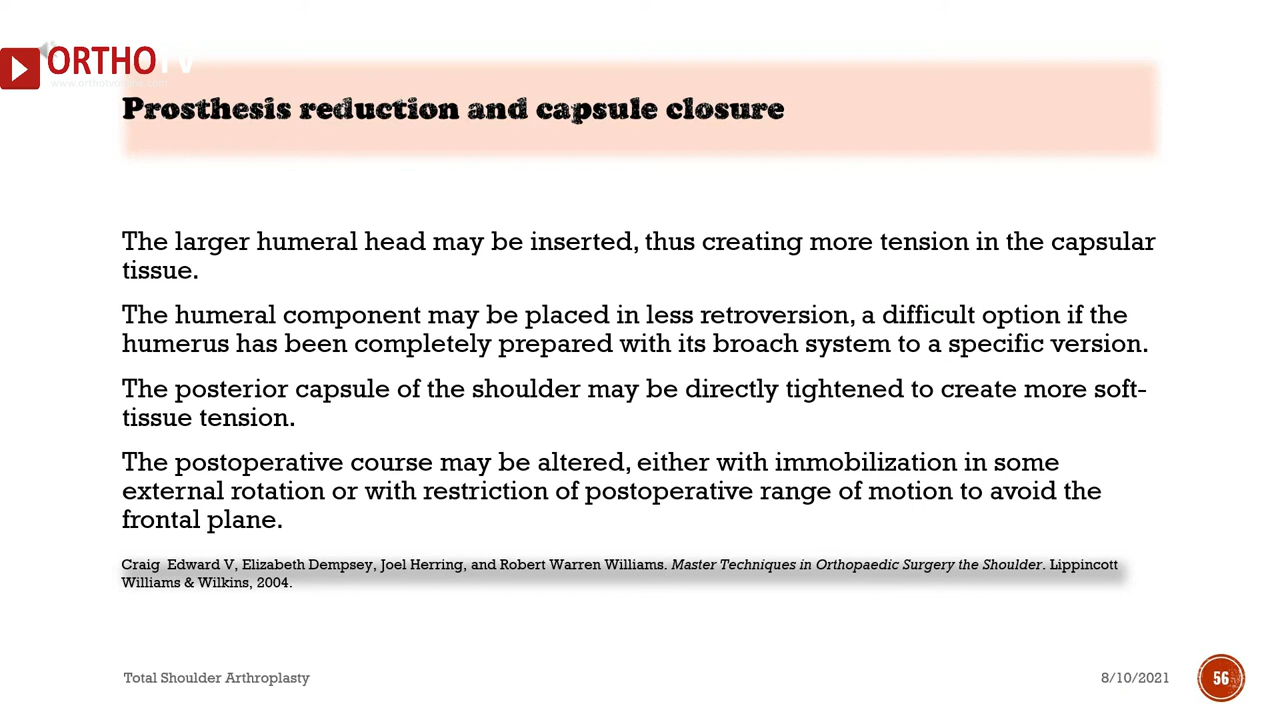 ORTHOTV
www.orthotvonline.com
Prosthesis reduction and capsule closure
The larger humeral head may be inserted, thus creating more tension in the capsular
tissue.
The humeral component may be placed in less retroversion, a difficult option if the
humerus has been completely prepared with its broach system to a specific version.
The posterior capsule of the shoulder may be directly tightened to create more soft-
tissue tension.
The postoperative course may be altered, either with immobilization in some
external rotation or with restriction of postoperative range of motion to avoid the
frontal plane.
Craig Edward V, Elizabeth Dempsey, Joel Herring, and Robert Warren Williams. Master Techniques in Orthopaedic Surgery the Shoulder. Lippincott
Williams & Wilkins, 2004.
Total Shoulder Arthroplasty
8/10/2021
56